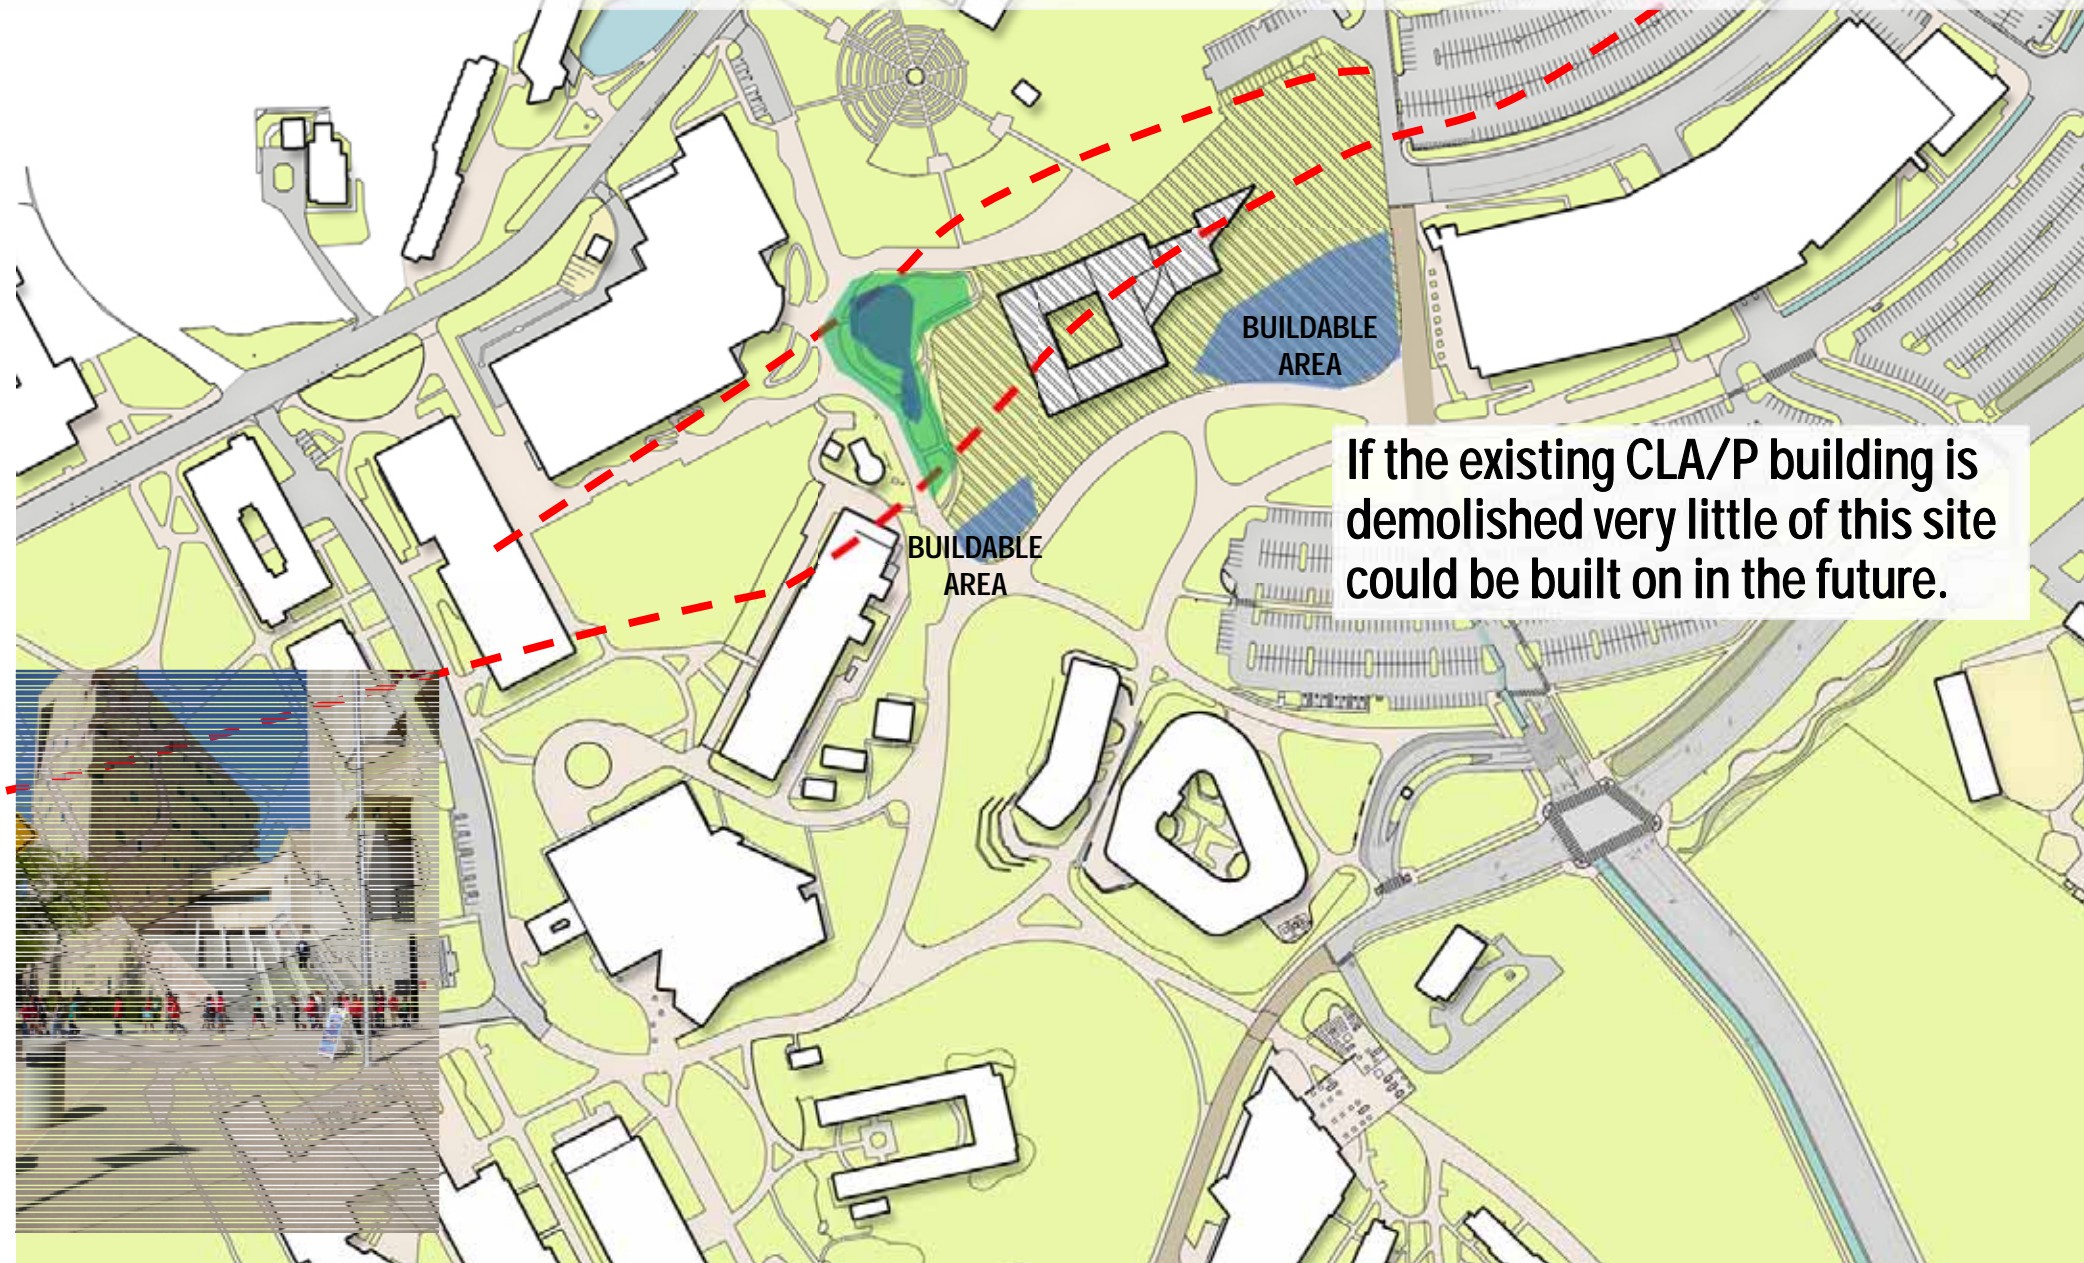 BUILDABLE
AREA
If the existing CLA/P building is
demolished very little of this site
could be built on in the future.
BUILDABLE
AREA